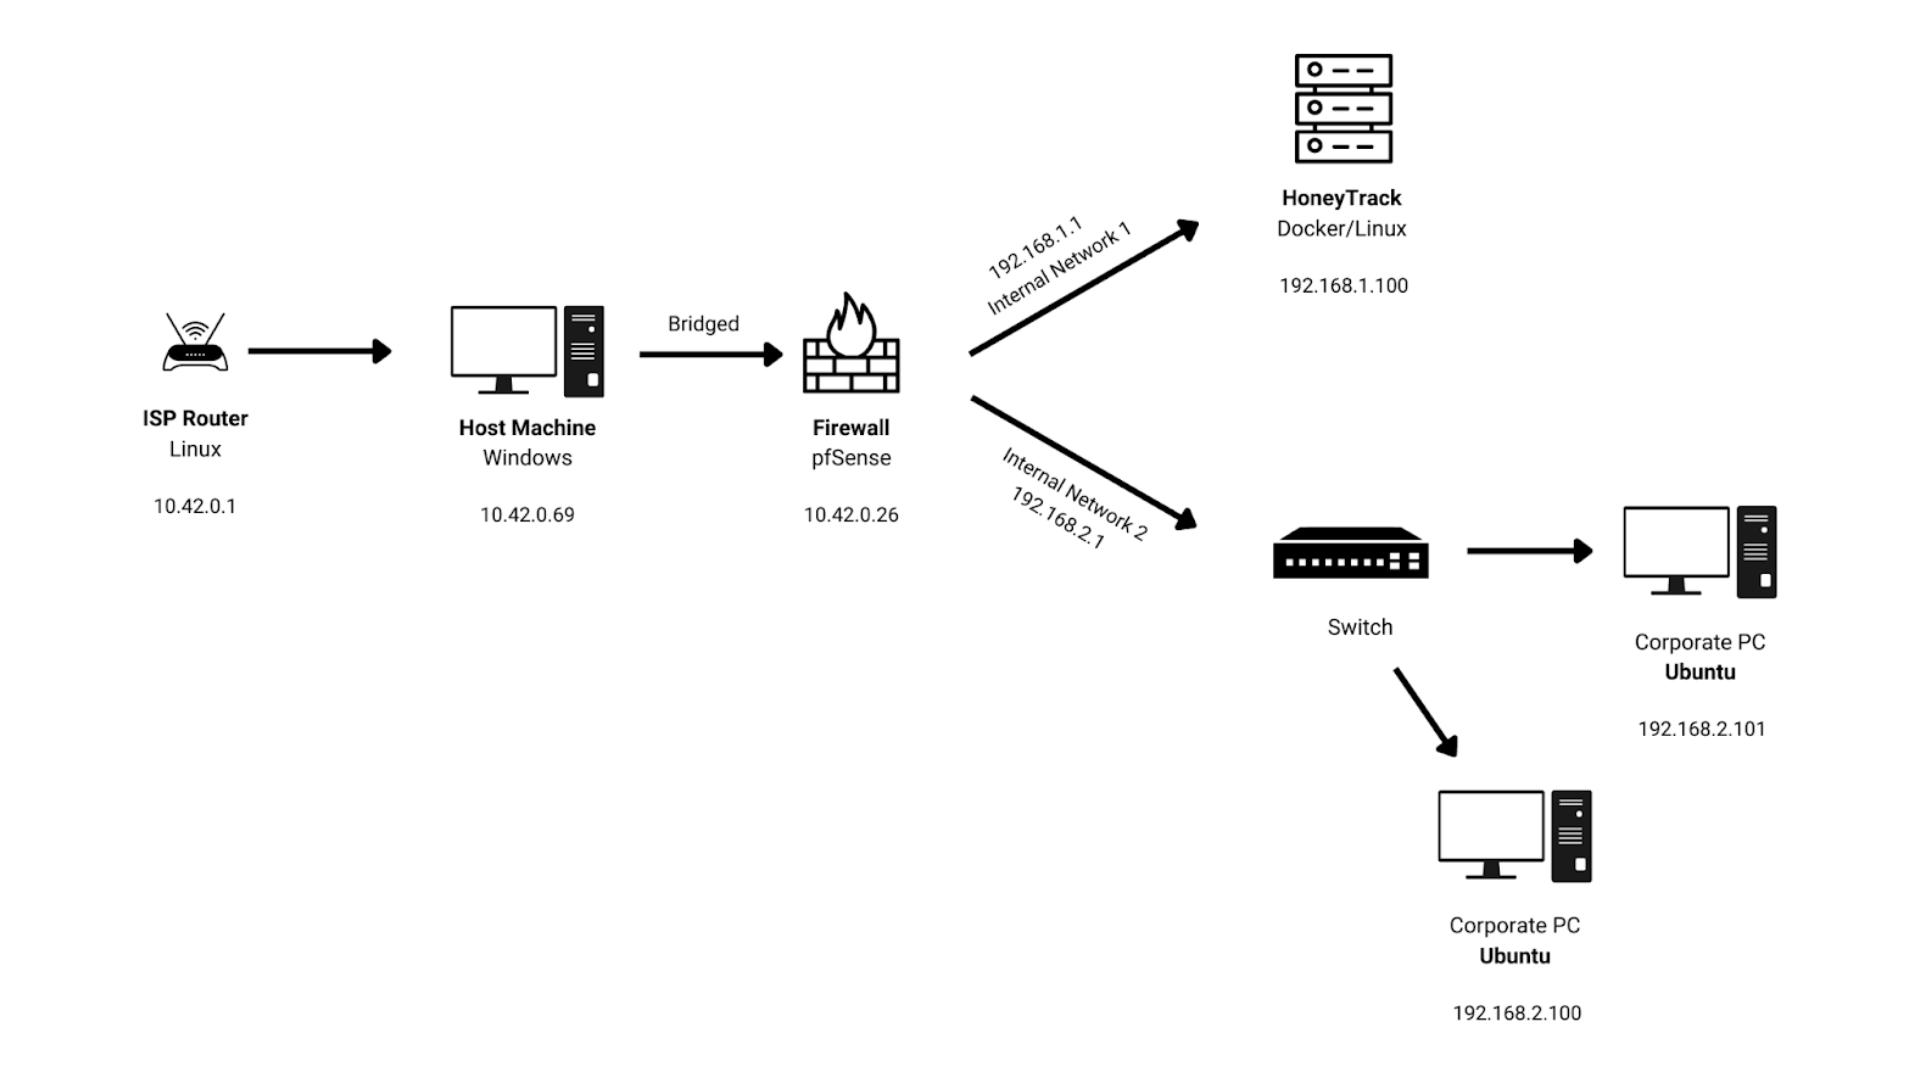 ISP Router
Linux
10.42.0.1
Host Machine
Windows
10.42.0.69
Bridged
Firewall
pfSense
10.42.0.26
192.168.1.1
Internal Network 1
HoneyTrack
Docker/Linux
192.168.1.100
Internal Network 2
192.168.2.1
Switch
Corporate PC
Ubuntu
192.168.2.101
Corporate PC
Ubuntu
192.168.2.100